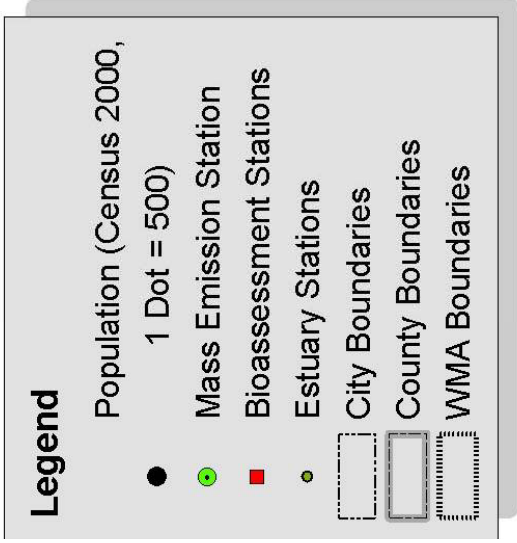 Legend
Population (Census 2000,
1 Dot = 500)
Mass Emission Station
Bioassessment Stations
Estuary Stations
City Boundaries
County Boundaries
WMA Boundaries